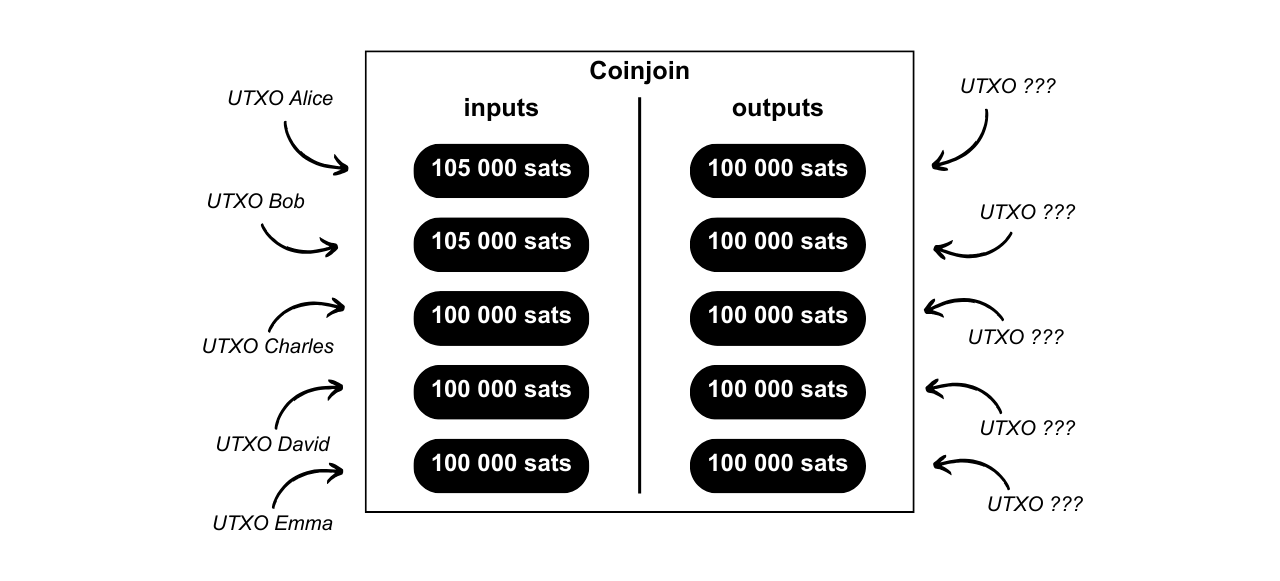 Coinjoin
inputs
outputs
UTXO Alice
105 000 sats
100 000 sats
UTXO ???
UTXO Bob
105 000 sats
100 000 sats
UTXO ???
UTXO Charles
100 000 sats
100 000 sats
UTXO ???
UTXO David
100 000 sats
100 000 sats
UTXO ???
UTXO Emma
100 000 sats
100 000 sats
UTXO ???